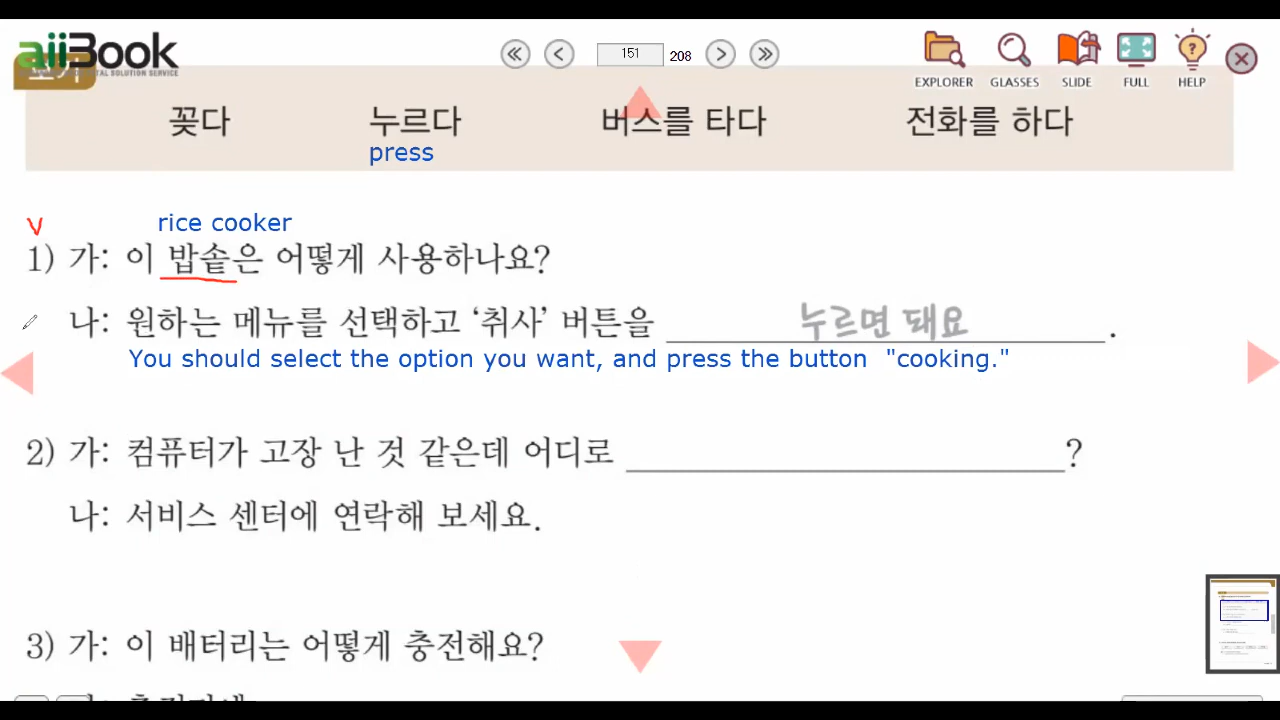 aiiBook
151 208
EXPLORER GLASSES SLIDE FULL HELP
꽂다 누르다 버스를 타다 전화를 하다
press
V
rice cooker
1) 가: 이 밥솥은 어떻게 사용하나요?
나: 원하는 메뉴를 선택하고 ‘취사’ 버튼을 누르면 돼요.
You should select the option you want, and press the button "cooking."
2) 가: 컴퓨터가 고장 난 것 같은데 어디로 ?
나: 서비스 센터에 연락해 보세요.
3) 가: 이 배터리는 어떻게 충전해요?